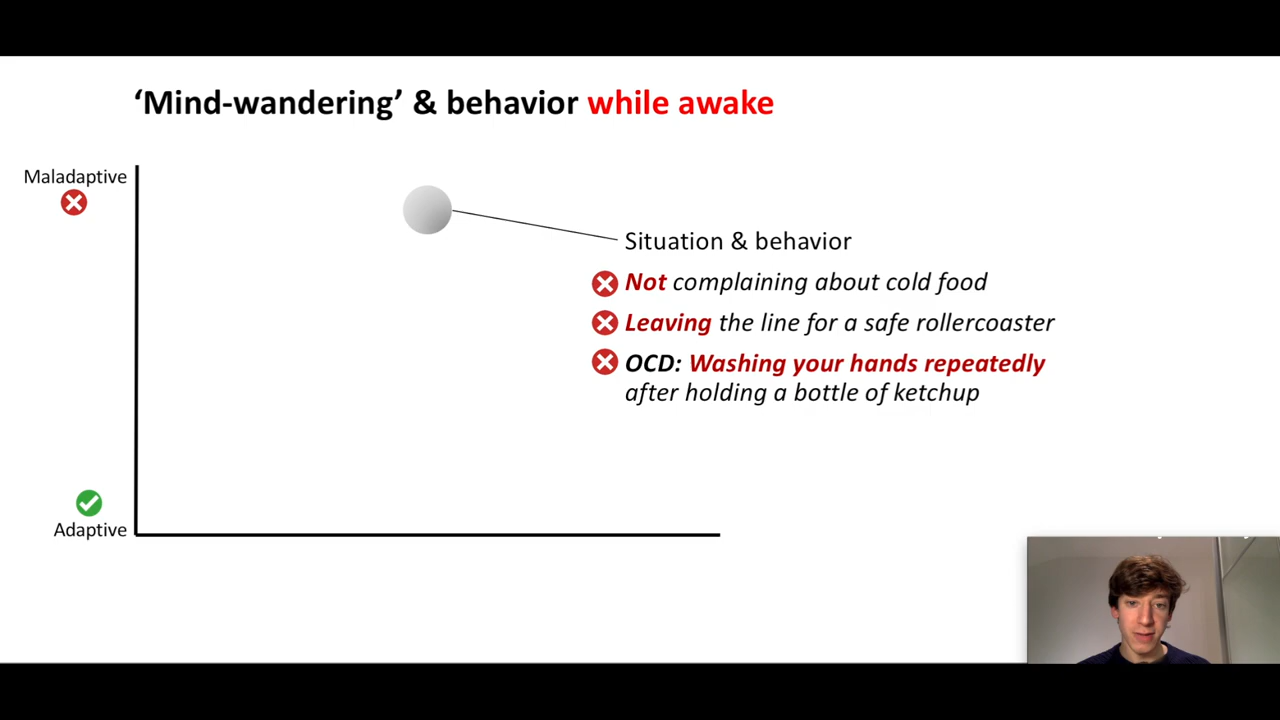 ‘Mind-wandering’ & behavior while awake
Maladaptive
Situation & behavior
Not complaining about cold food
Leaving the line for a safe rollercoaster
OCD: Washing your hands repeatedly
after holding a bottle of ketchup
Adaptive